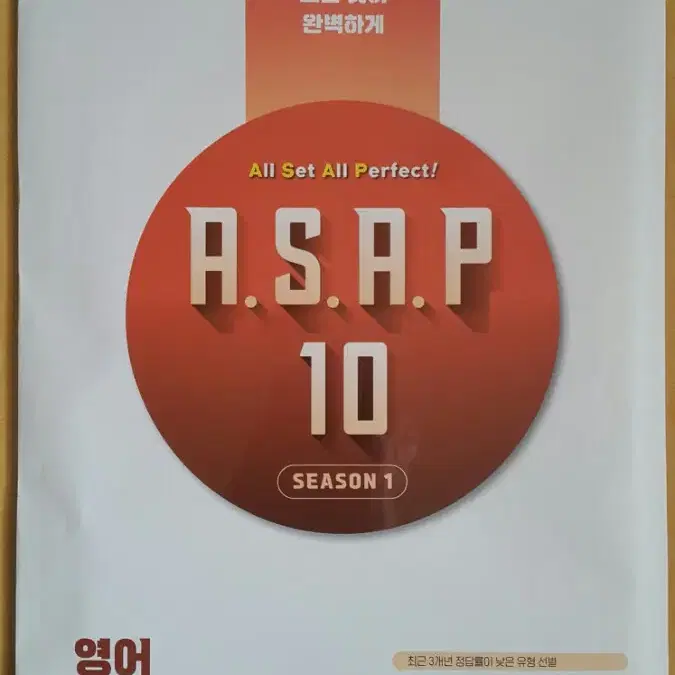 완벽하게
All Set All Perfect!
A.S.A.P
10
SEASON 1
영어
최근 3개년 정답률이 낮은 유형 선별